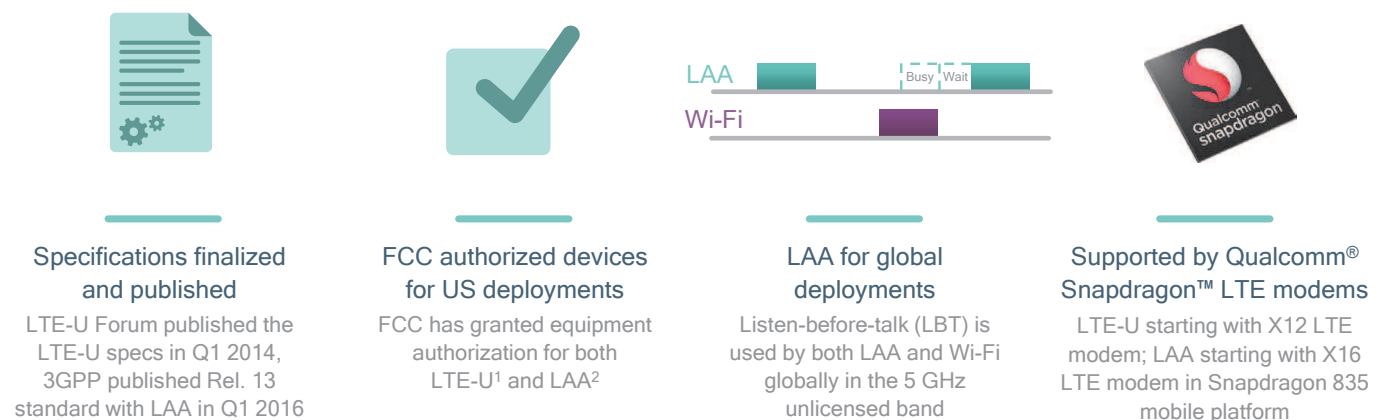 LAA
Busy
Wait
Wi-Fi
Qualcomm
snapdragon
Specifications finalized
and published
LTE-U Forum published the
LTE-U specs in Q1 2014,
3GPP published Rel. 13
standard with LAA in Q1 2016
FCC authorized devices
for US deployments
FCC has granted equipment
authorization for both
LTE-U¹ and LAA²
LAA for global
deployments
Listen-before-talk (LBT) is
used by both LAA and Wi-Fi
globally in the 5 GHz
unlicensed band
Supported by Qualcomm®
Snapdragon™ LTE modems
LTE-U starting with X12 LTE
modem; LAA starting with X16
LTE modem in Snapdragon 835
mobile platform